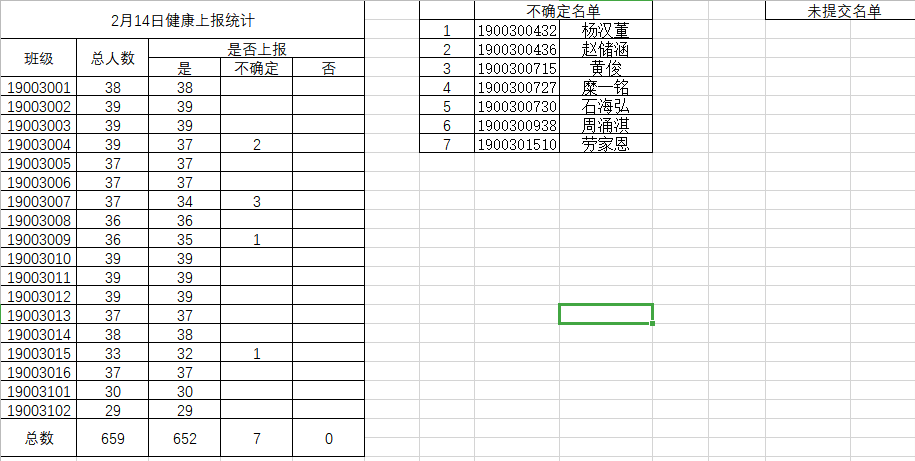 2月14日健康上报统计
班级 总人数 是否上报
是 不确定 否
19003001 38 38
19003002 39 39
19003003 39 39
19003004 39 37 2
19003005 37 37
19003006 37 37
19003007 37 34 3
19003008 36 36
19003009 36 35 1
19003010 39 39
19003011 39 39
19003012 39 39
19003013 37 37
19003014 38 38
19003015 33 32 1
19003016 37 37
19003101 30 30
19003102 29 29
总数 659 652 7 0
不确定名单
1 1900300432 杨汉董
2 1900300436 赵储涵
3 1900300715 黄俊
4 1900300727 糜一铭
5 1900300730 石海弘
6 1900300938 周涌淇
7 1900301510 劳家恩
未提交名单